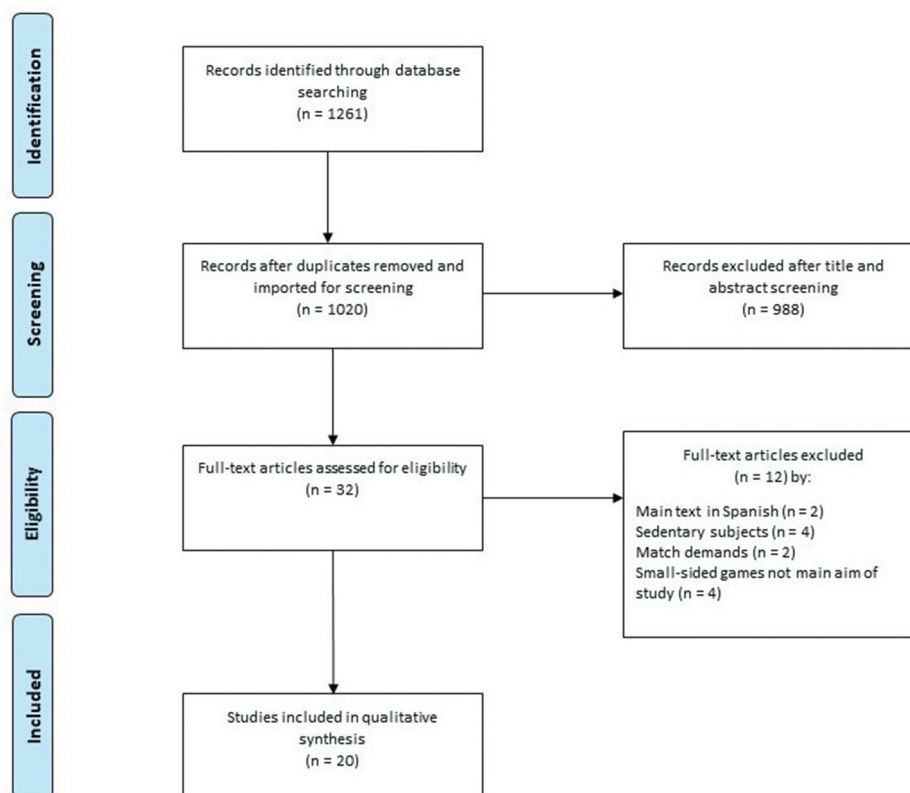 Identification
Records identified through database
searching
(n = 1261)
Screening
Records after duplicates removed and
imported for screening
(n = 1020)
Records excluded after title and
abstract screening
(n = 988)
Eligibility
Full-text articles assessed for eligibility
(n = 32)
Full-text articles excluded
(n = 12) by:
Main text in Spanish (n = 2)
Sedentary subjects (n = 4)
Match demands (n = 2)
Small-sided games not main aim of
study (n = 4)
Included
Studies included in qualitative
synthesis
(n = 20)